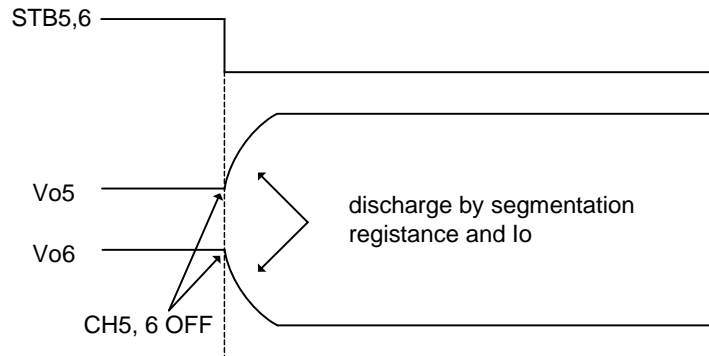 STB5,6
Vo5
discharge by segmentation
registance and Io
Vo6
CH5, 6 OFF